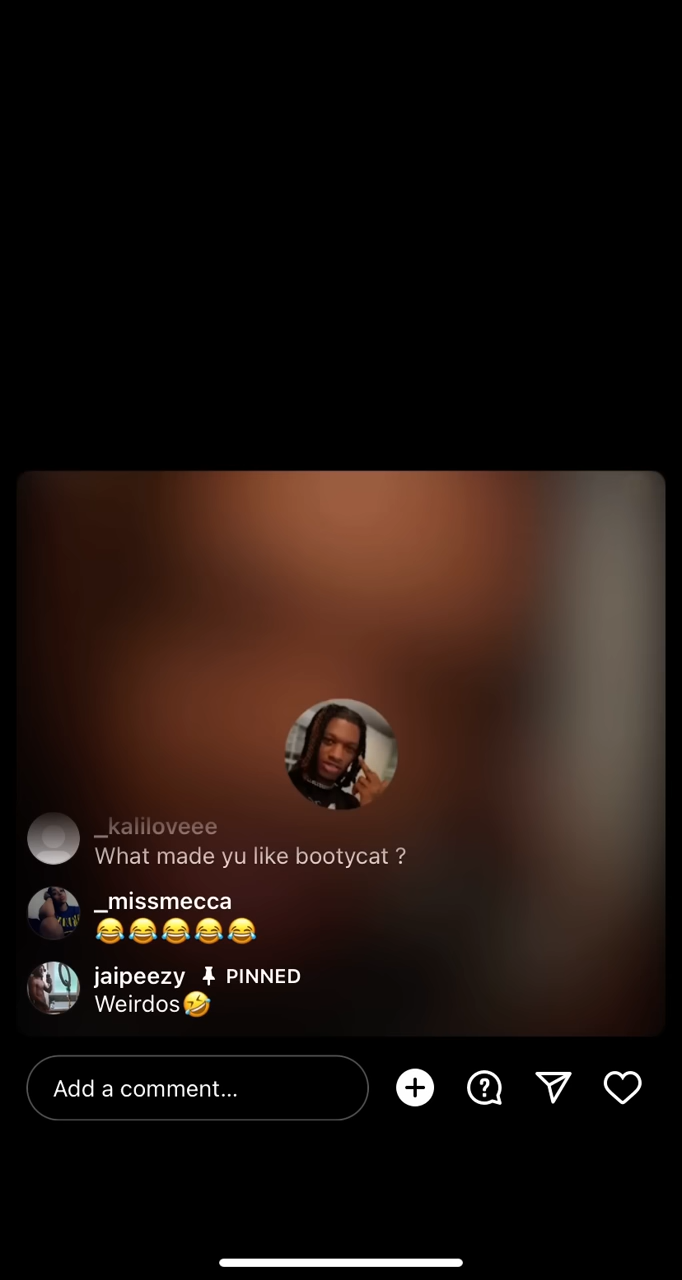 _kaliloveee
What made yu like bootycat ?
_missmecca
😂😂😂😂😂
jaipeezy PINNED
Weirdos🤣
Add a comment...